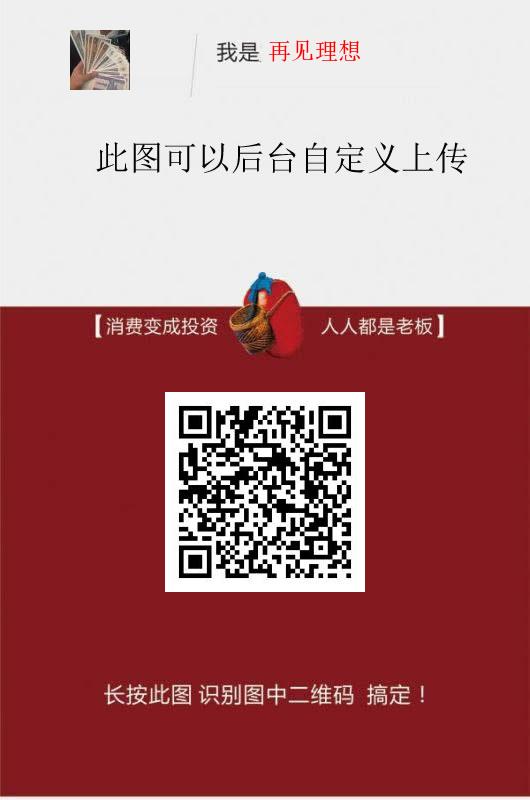 我是 再见理想
此图可以后台自定义上传
【消费变成投资 人人都是老板】
长按此图 识别图中二维码 搞定！